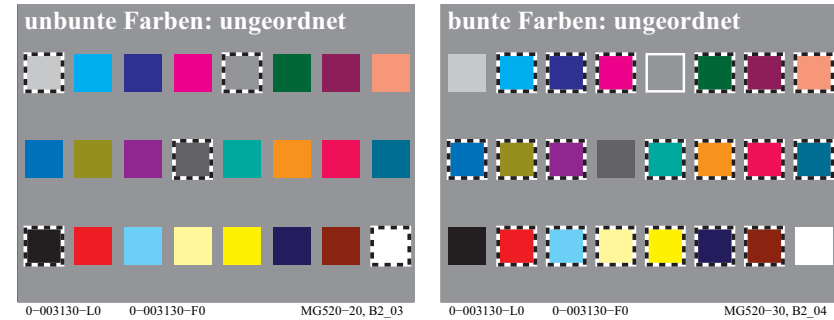 unbunte Farben: ungeordnet
0−003130−L0 0−003130−F0 MG520−20, B2_03
bunte Farben: ungeordnet
0−003130−L0 0−003130−F0 MG520−30, B2_04